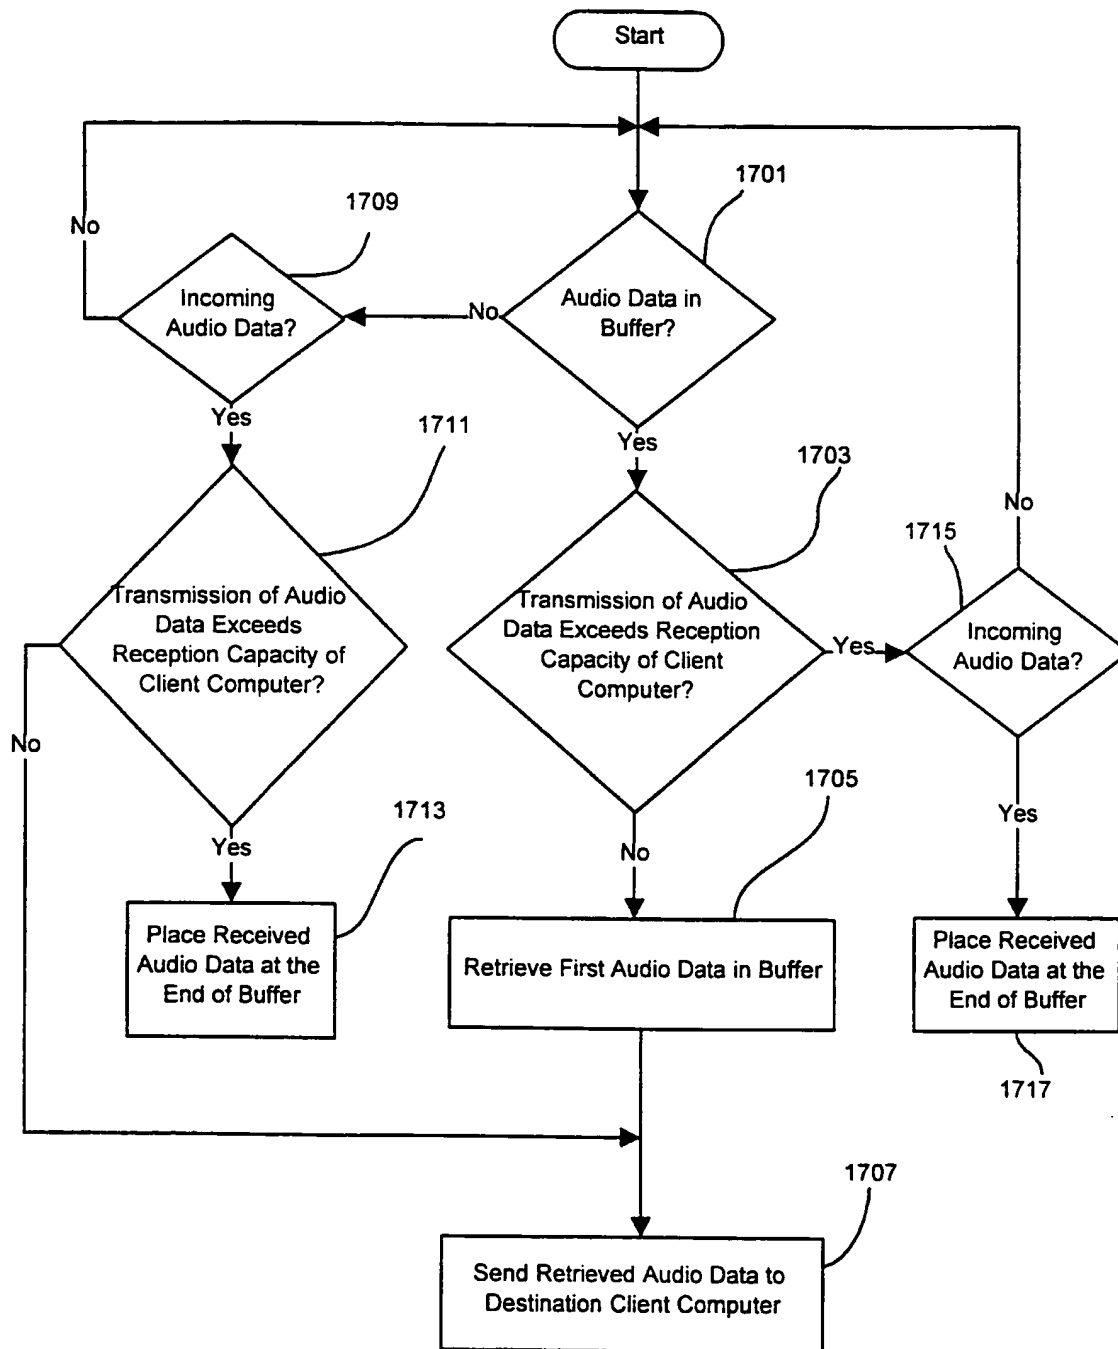 Start
1701
1709
No
Audio Data in
Buffer?
No
Incoming
Audio Data?
Yes
Yes
1711
1703
No
1715
Transmission of Audio
Data Exceeds
Reception Capacity of
Client Computer?
Transmission of Audio
Data Exceeds Reception
Capacity of Client
Computer?
Yes
Incoming
Audio Data?
No
Yes
1713
No
1705
Yes
Place Received
Audio Data at the
End of Buffer
Retrieve First Audio Data in Buffer
Place Received
Audio Data at the
End of Buffer
1717
1707
Send Retrieved Audio Data to
Destination Client Computer